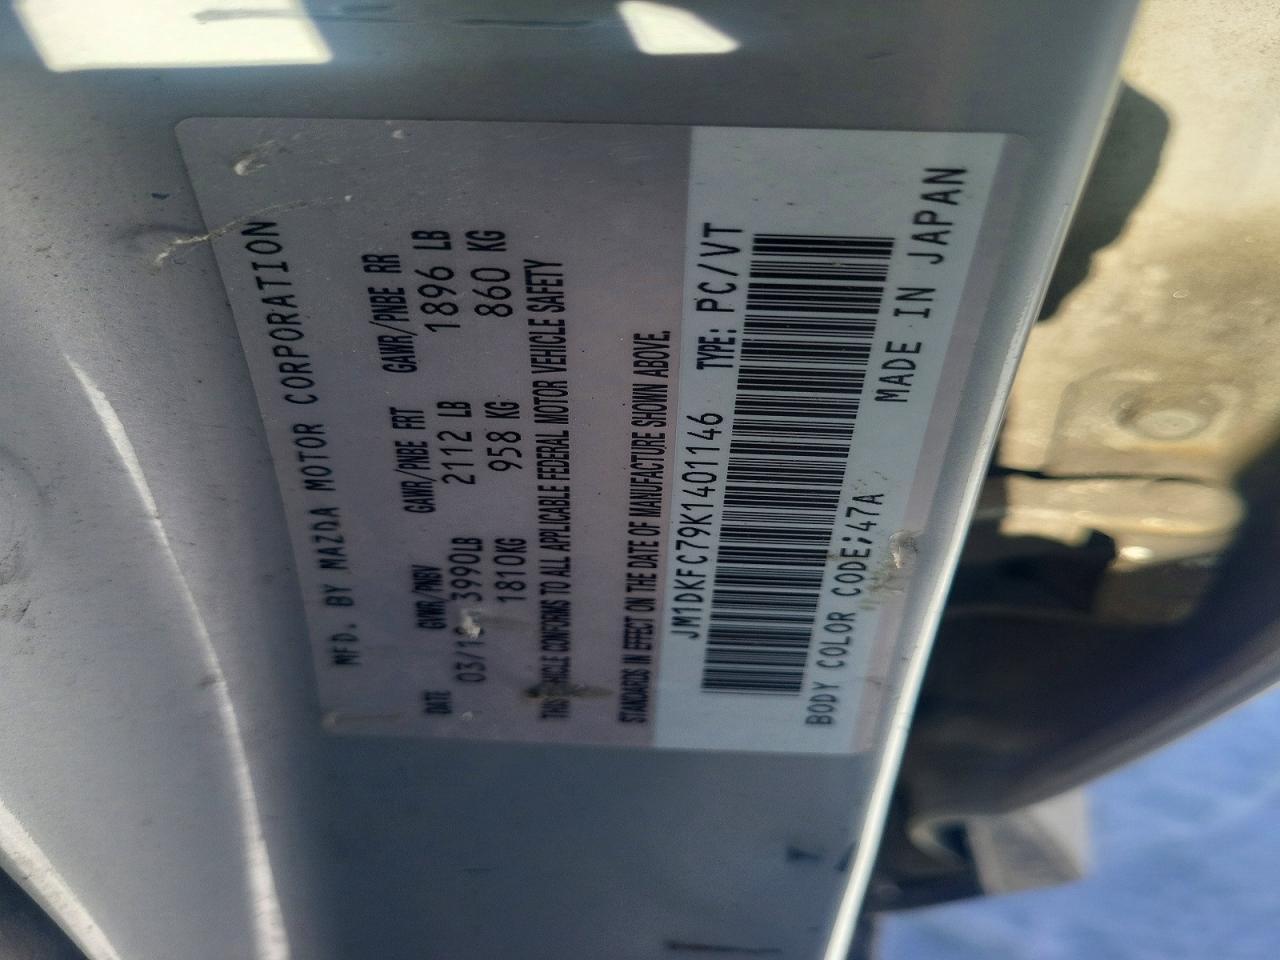 MFD. BY MAZDA MOTOR CORPORATION
DATE GVWR/PNBV GAWR/PNBE FRT GAWR/PNBE RR
3990LB 2112 LB 1896 LB
1810KG 958 KG 860 KG
THIS VEHICLE CONFORMS TO ALL APPLICABLE FEDERAL MOTOR VEHICLE SAFETY
STANDARDS IN EFFECT ON THE DATE OF MANUFACTURE SHOWN ABOVE.
JM1DKFC79K1401146 TYPE: PC/VT
BODY COLOR CODE;47A MADE IN JAPAN